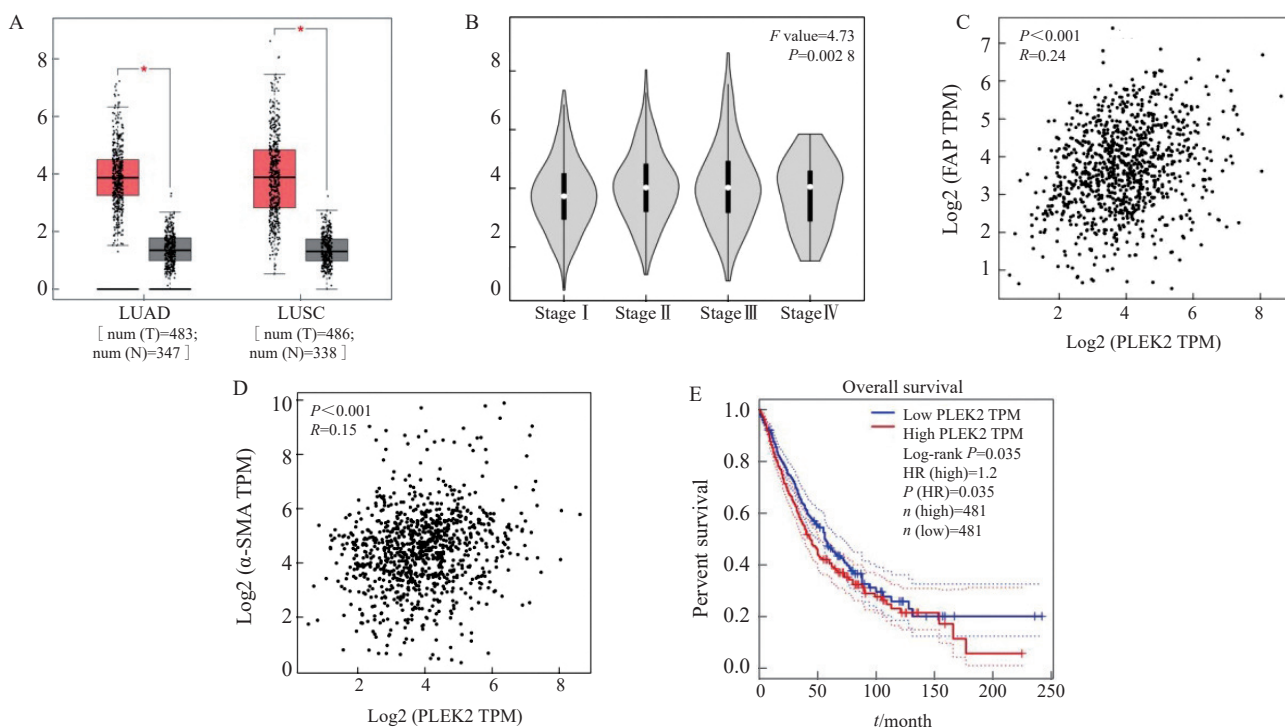 A
*
*
8
6
4
2
0
LUAD
LUSC
[ num (T)=483;
num (N)=347 ]
[ num (T)=486;
num (N)=338 ]
B
F value=4.73
P=0.002 8
8
6
4
2
0
Stage Ⅰ
Stage Ⅱ
Stage Ⅲ
Stage Ⅳ
C
P<0.001
R=0.24
Log2 (FAP TPM)
7
6
5
4
3
2
1
2
4
6
8
Log2 (PLEK2 TPM)
D
P<0.001
R=0.15
Log2 (α-SMA TPM)
10
8
6
4
2
0
2
4
6
8
Log2 (PLEK2 TPM)
E
Overall survival
Low PLEK2 TPM
High PLEK2 TPM
Log-rank P=0.035
HR (high)=1.2
P (HR)=0.035
n (high)=481
n (low)=481
Pervent survival
1.0
0.8
0.6
0.4
0.2
0.0
0
50
100
150
200
250
t/month